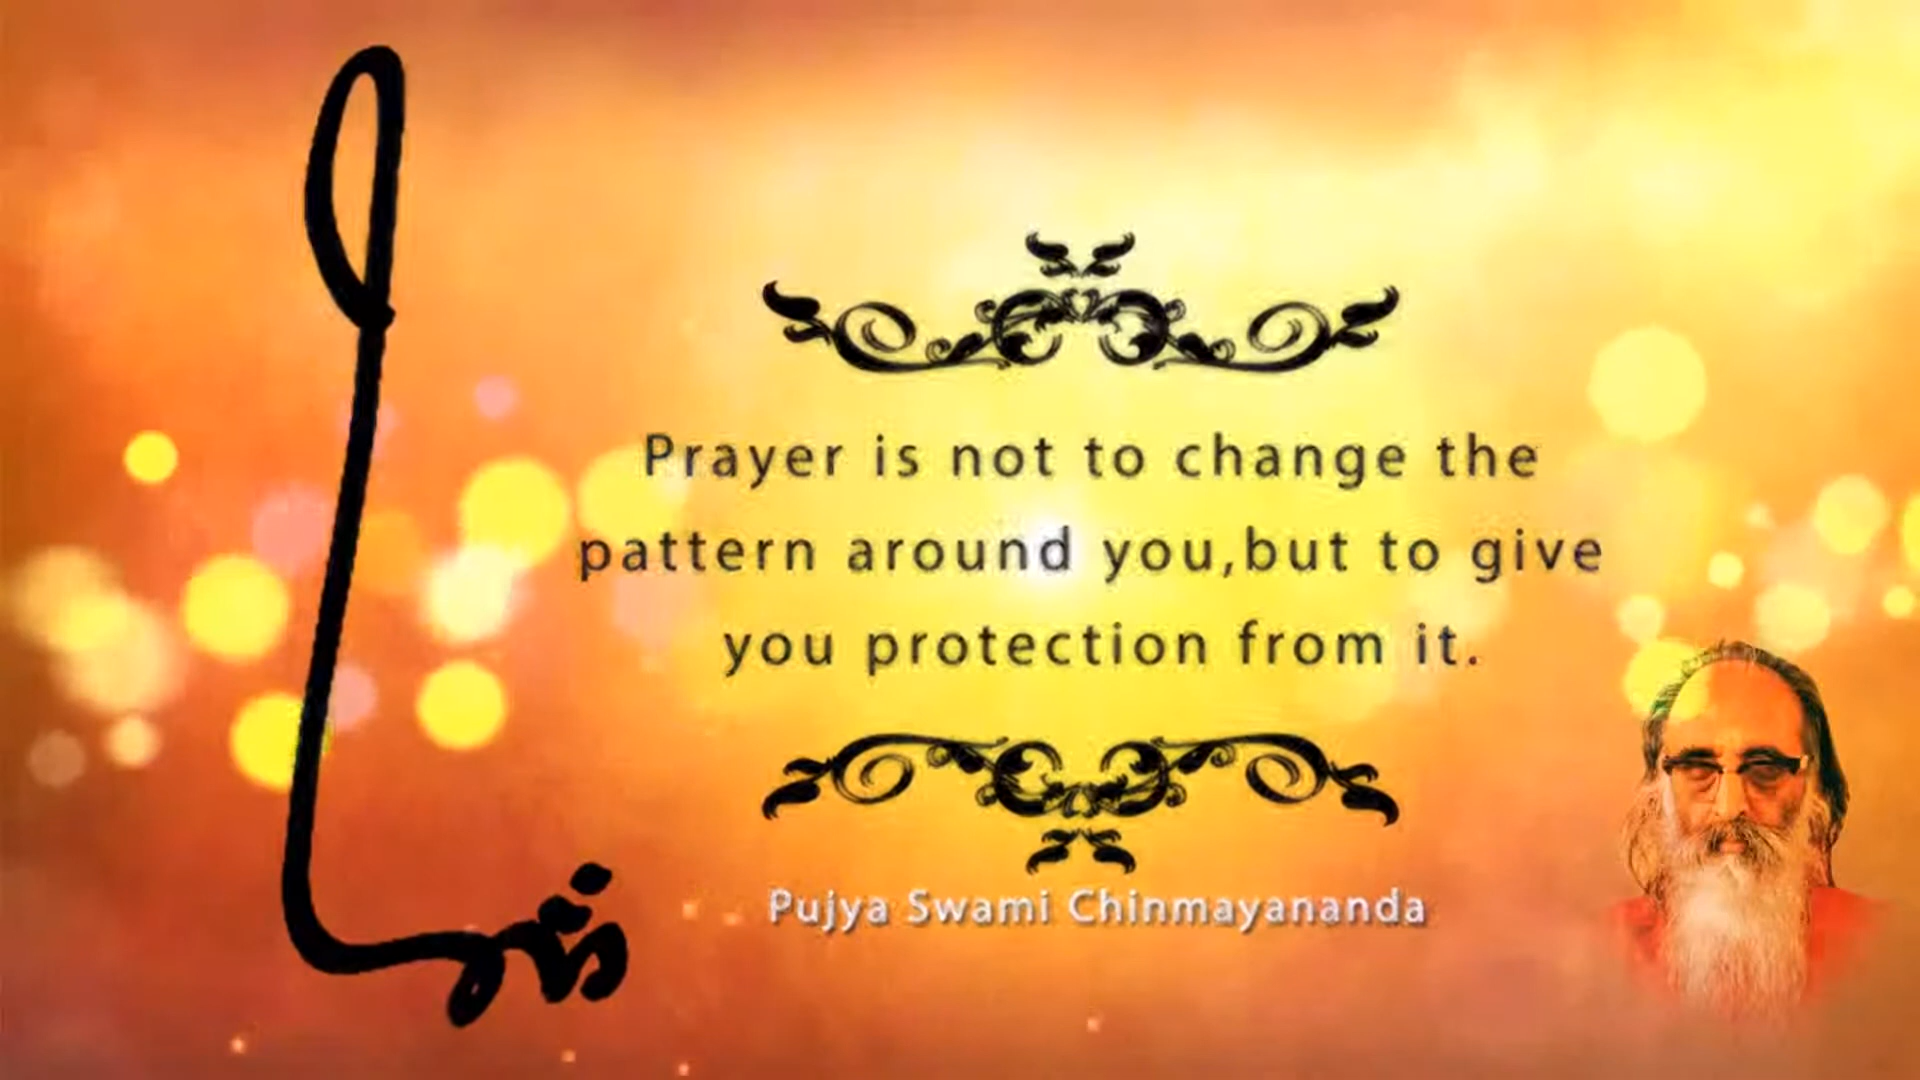 Prayer is not to change the
pattern around you,but to give
you protection from it.
Pujya Swami Chinmayananda